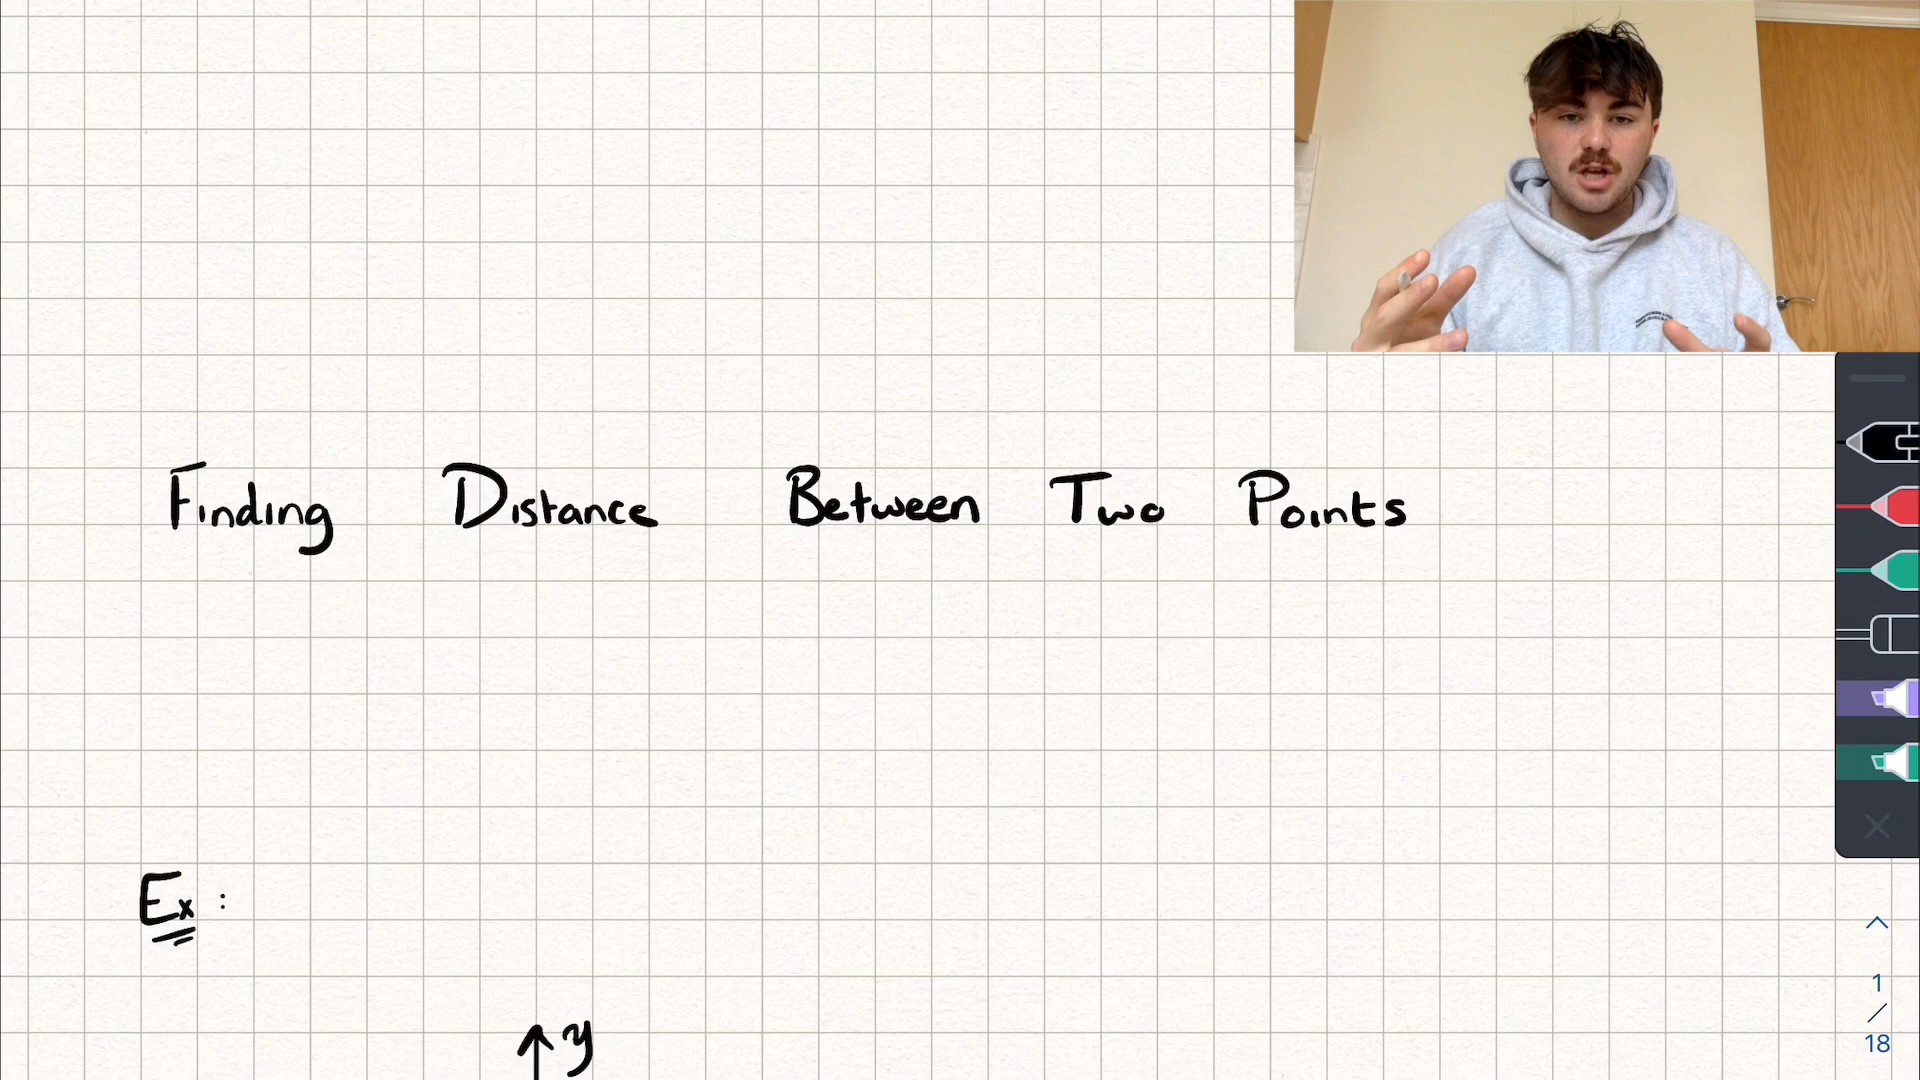 Finding Distance Between Two Points
Ex :
y
1
/
18